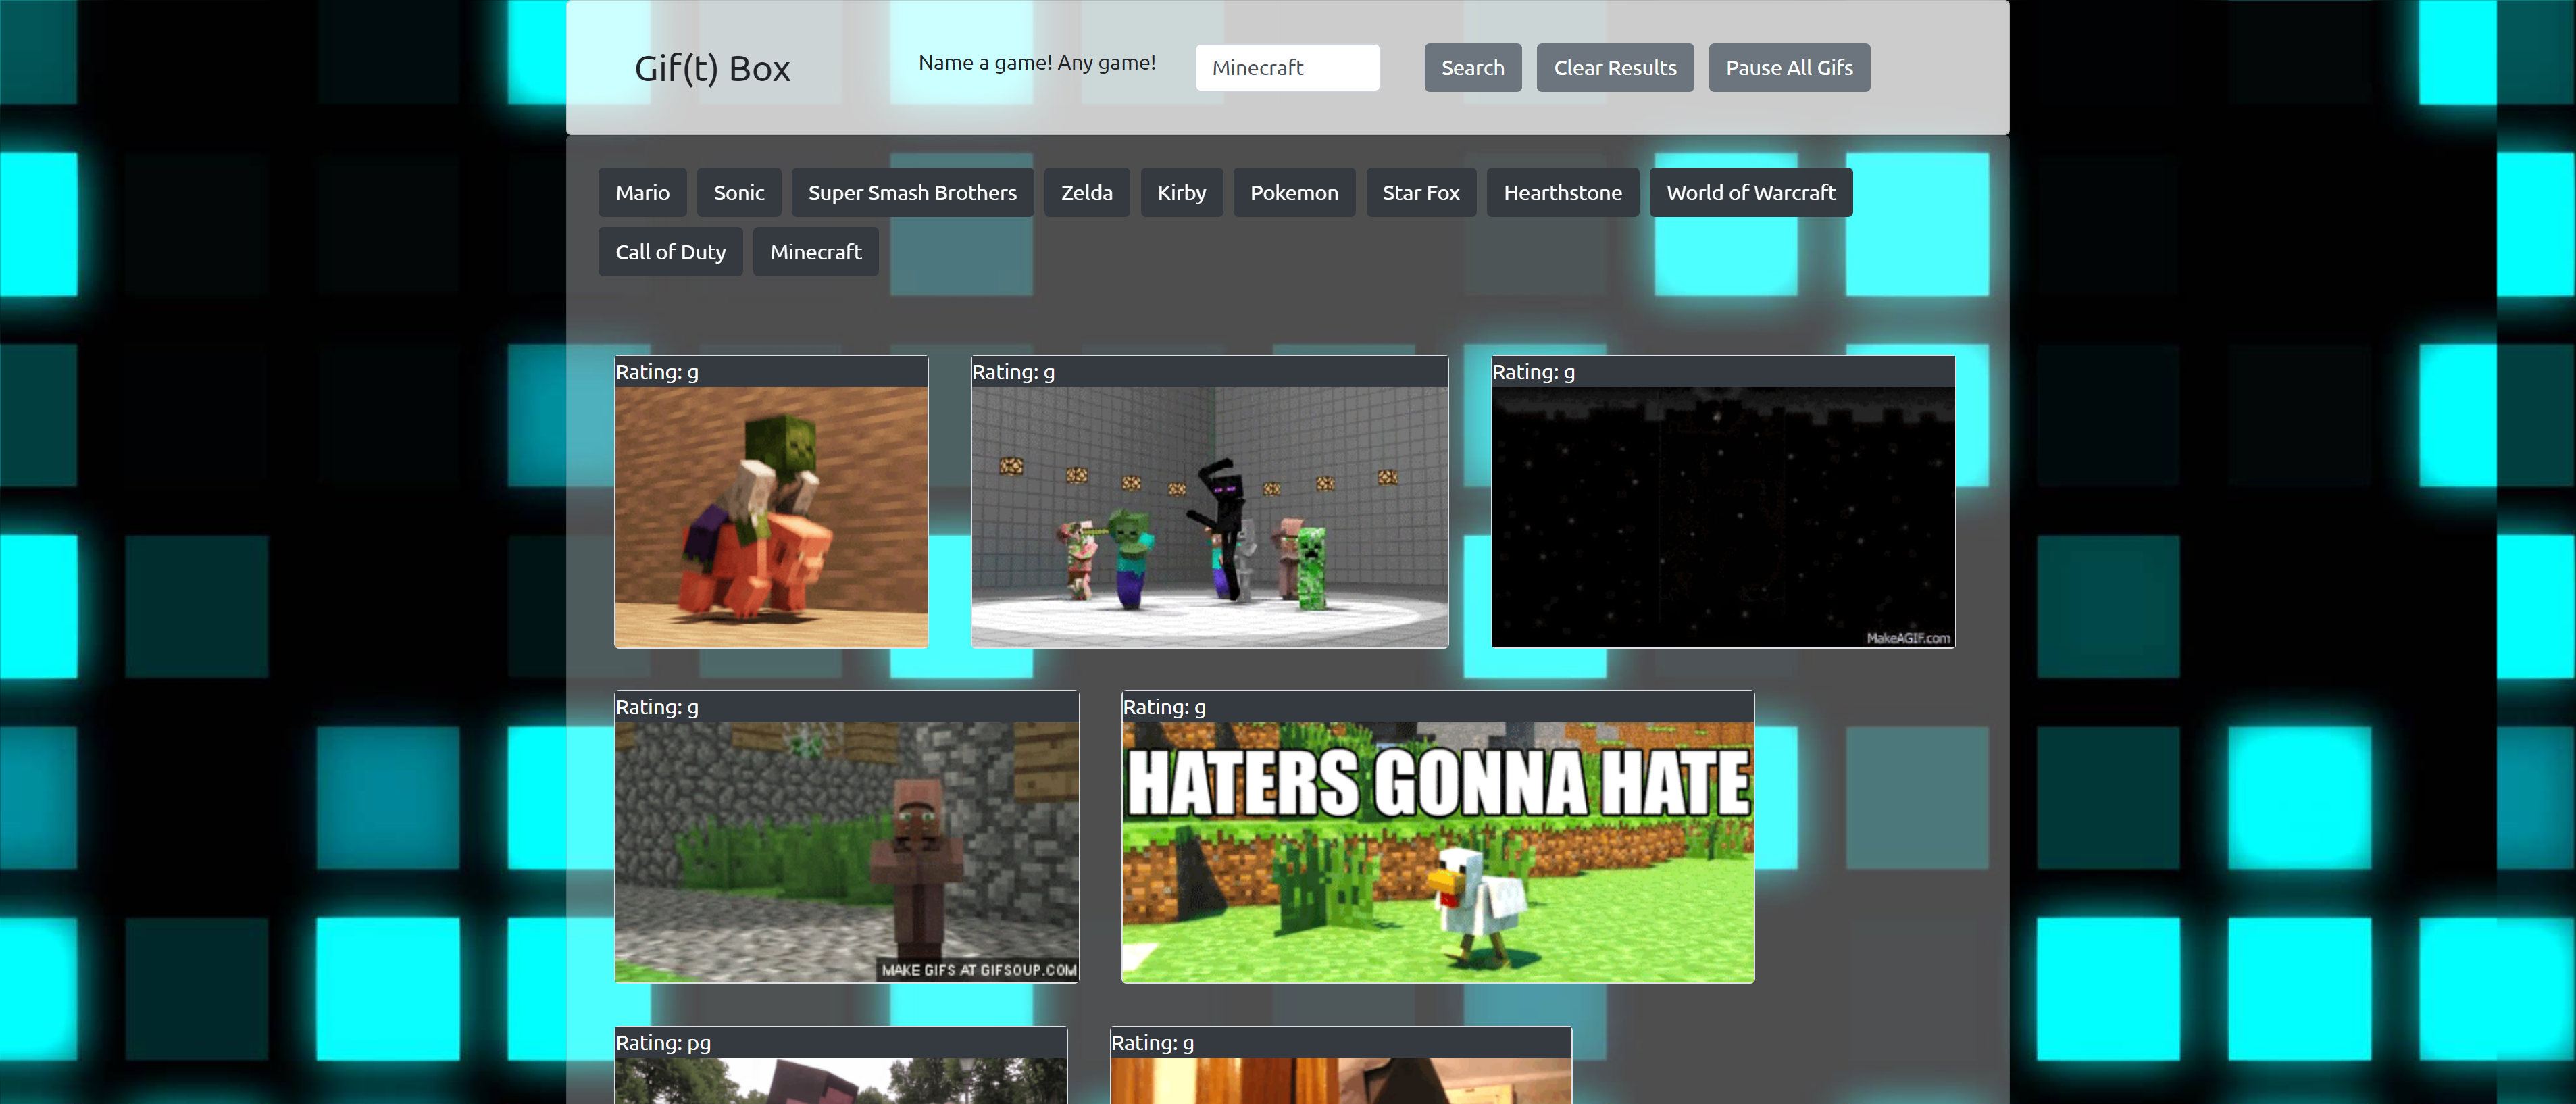 Gif(t) Box
Name a game! Any game!
Minecraft
Search
Clear Results
Pause All Gifs
Mario
Sonic
Super Smash Brothers
Zelda
Kirby
Pokemon
Star Fox
Hearthstone
World of Warcraft
Call of Duty
Minecraft
Rating: g
Rating: g
Rating: g
MakeAGIF.com
Rating: g
MAKE GIFS AT GIFSOUP.COM
Rating: g
HATERS GONNA HATE
Rating: pg
Rating: g